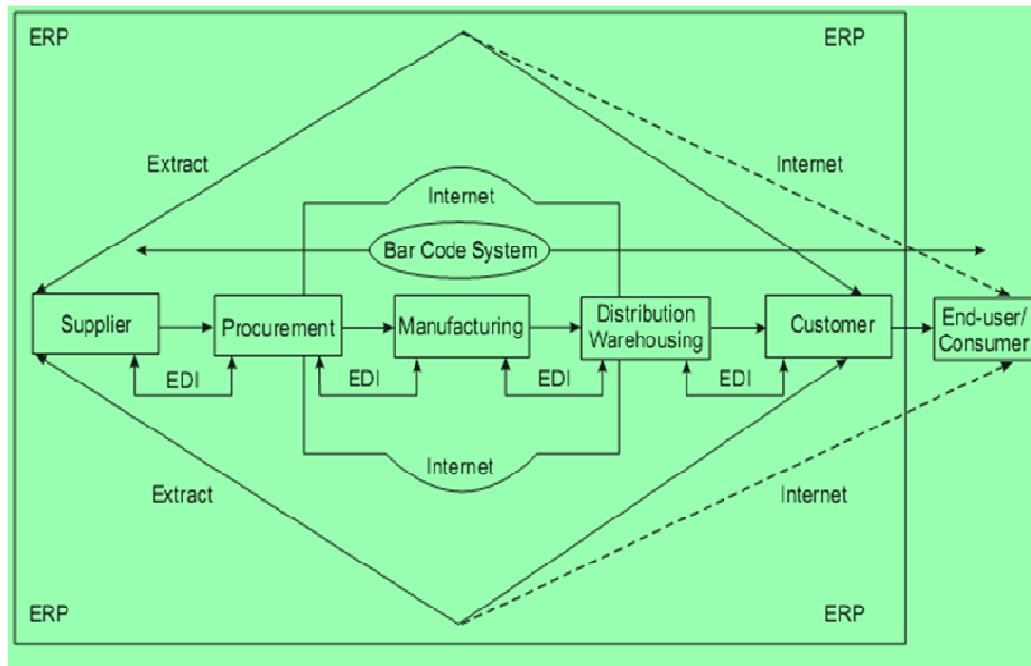 ERP
ERP
Extract
Internet
Internet
Bar Code System
Supplier
Procurement
Manufacturing
Distribution
Warehousing
Customer
End-user/
Consumer
EDI
EDI
EDI
EDI
Internet
Extract
Internet
ERP
ERP